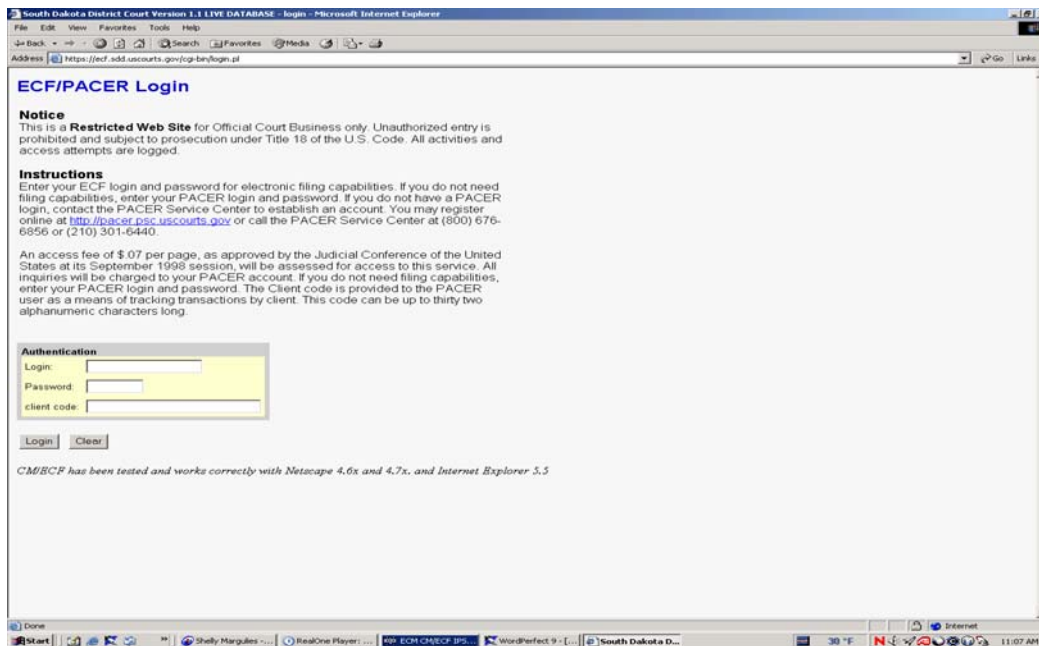 South Dakota District Court Version 1.1 LIVE DATABASE - login - Microsoft Internet Explorer
File Edit View Favorites Tools Help
Back Search Favorites Media
Address https://ecf.sdd.uscourts.gov/cgi-bin/login.pl Go Links
ECF/PACER Login
Notice
This is a Restricted Web Site for Official Court Business only. Unauthorized entry is
prohibited and subject to prosecution under Title 18 of the U.S. Code. All activities and
access attempts are logged.
Instructions
Enter your ECF login and password for electronic filing capabilities. If you do not need
filing capabilities, enter your PACER login and password. If you do not have a PACER
login, contact the PACER Service Center to establish an account. You may register
online at http://pacer.psc.uscourts.gov or call the PACER Service Center at (800) 676-
6856 or (210) 301-6440.
An access fee of $.07 per page, as approved by the Judicial Conference of the United
States at its September 1998 session, will be assessed for access to this service. All
inquiries will be charged to your PACER account. If you do not need filing capabilities,
enter your PACER login and password. The Client code is provided to the PACER
user as a means of tracking transactions by client. This code can be up to thirty two
alphanumeric characters long.
Authentication
Login:
Password:
client code:
Login Clear
CM/ECF has been tested and works correctly with Netscape 4.6x and 4.7x. and Internet Explorer 5.5
Done Internet
Start Shelly Margules -... RealOne Player: ... ECM CM/ECF IPS... WordPerfect 9 - [... South Dakota D... 30 °F 11:07 AM